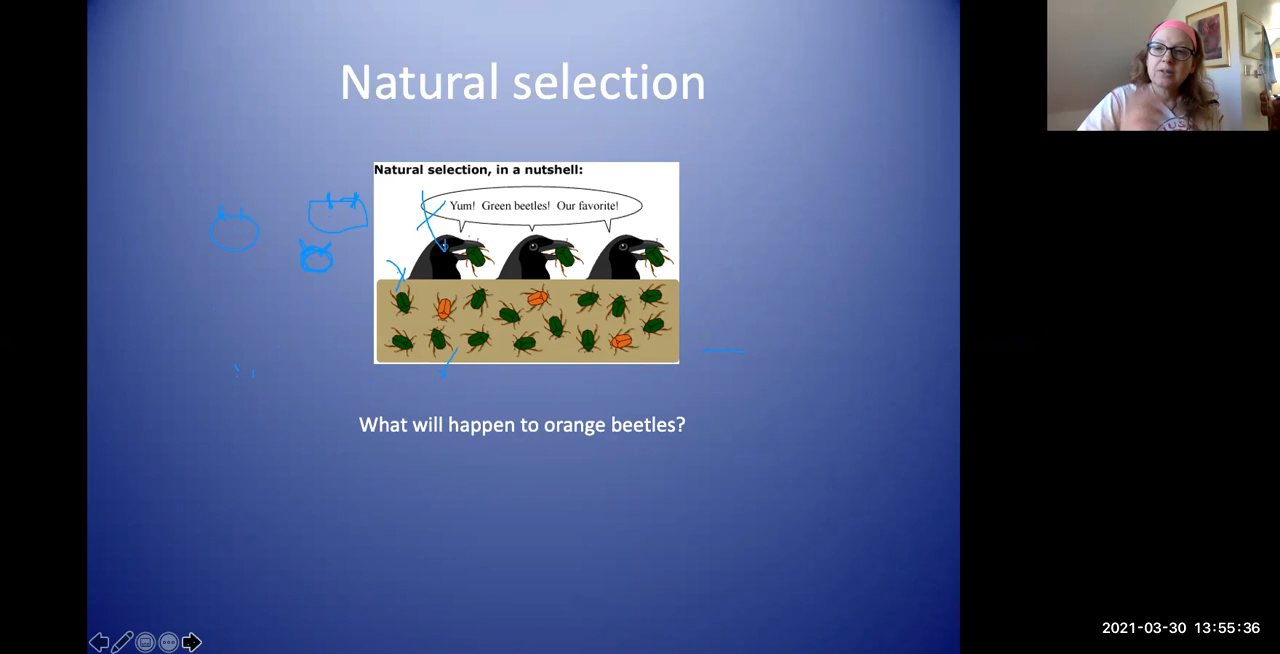 Natural selection
Natural selection, in a nutshell:
Yum! Green beetles! Our favorite!
What will happen to orange beetles?
2021-03-30 13:55:36